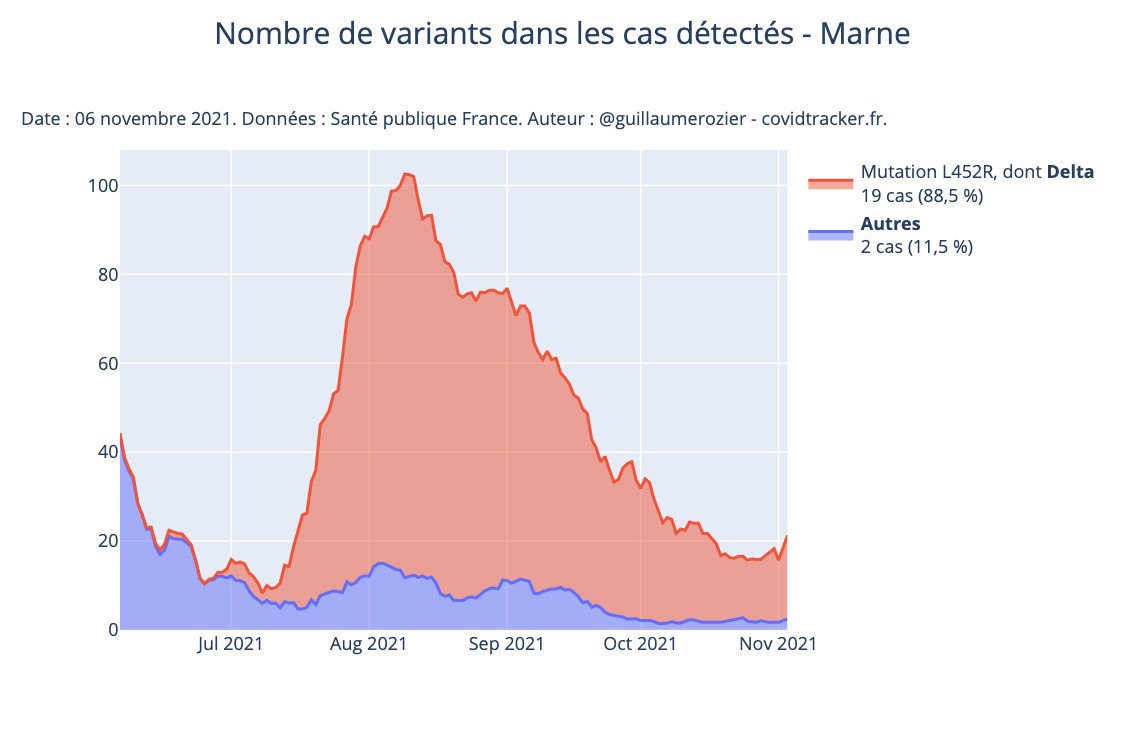 Nombre de variants dans les cas détectés - Marne
Date : 06 novembre 2021. Données : Santé publique France. Auteur : @guillaumerozier - covidtracker.fr.
Mutation L452R, dont Delta
19 cas (88,5 %)
Autres
2 cas (11,5 %)
100
80
60
40
20
0
Jul 2021
Aug 2021
Sep 2021
Oct 2021
Nov 2021